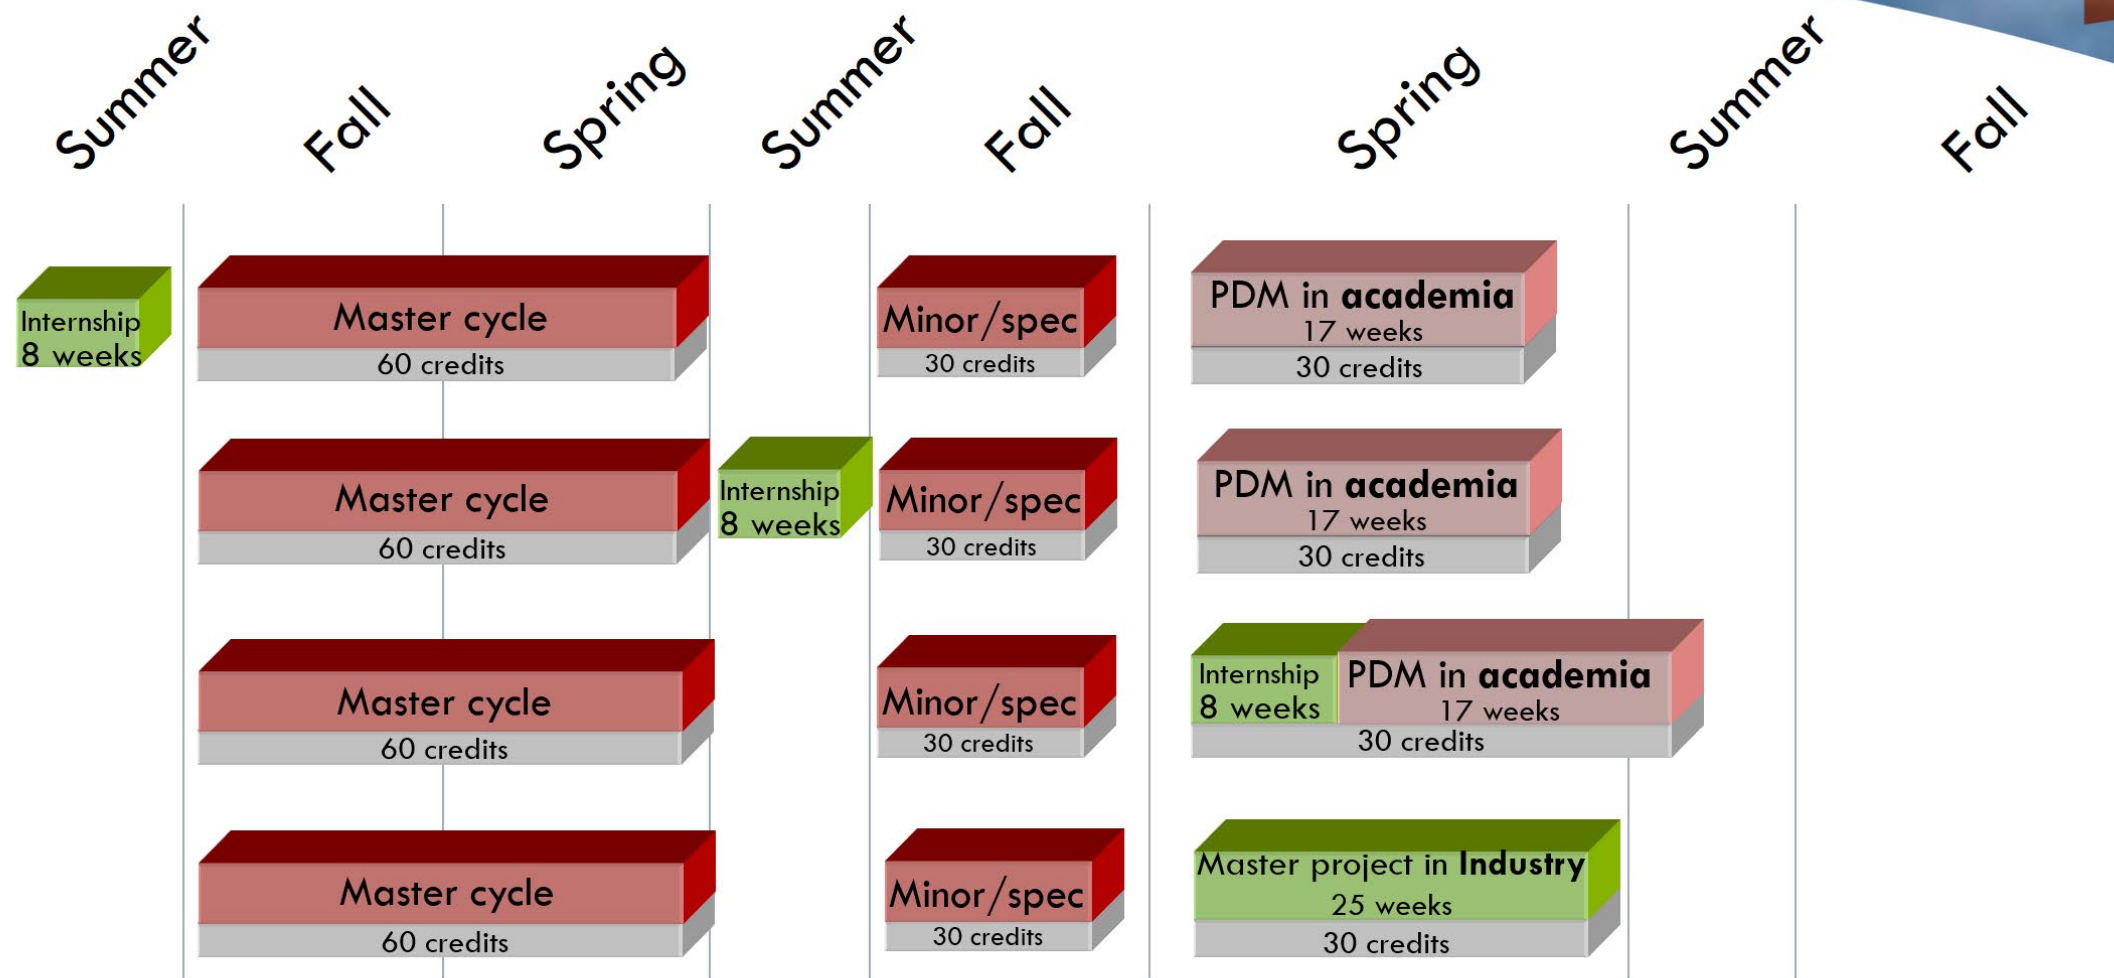 Summer
Fall
Spring
Summer
Fall
Spring
Summer
Fall
Internship
8 weeks
Master cycle
60 credits
Minor/spec
30 credits
PDM in academia
17 weeks
30 credits
Master cycle
60 credits
Internship
8 weeks
Minor/spec
30 credits
PDM in academia
17 weeks
30 credits
Master cycle
60 credits
Minor/spec
30 credits
Internship
8 weeks
PDM in academia
17 weeks
30 credits
Master cycle
60 credits
Minor/spec
30 credits
Master project in Industry
25 weeks
30 credits